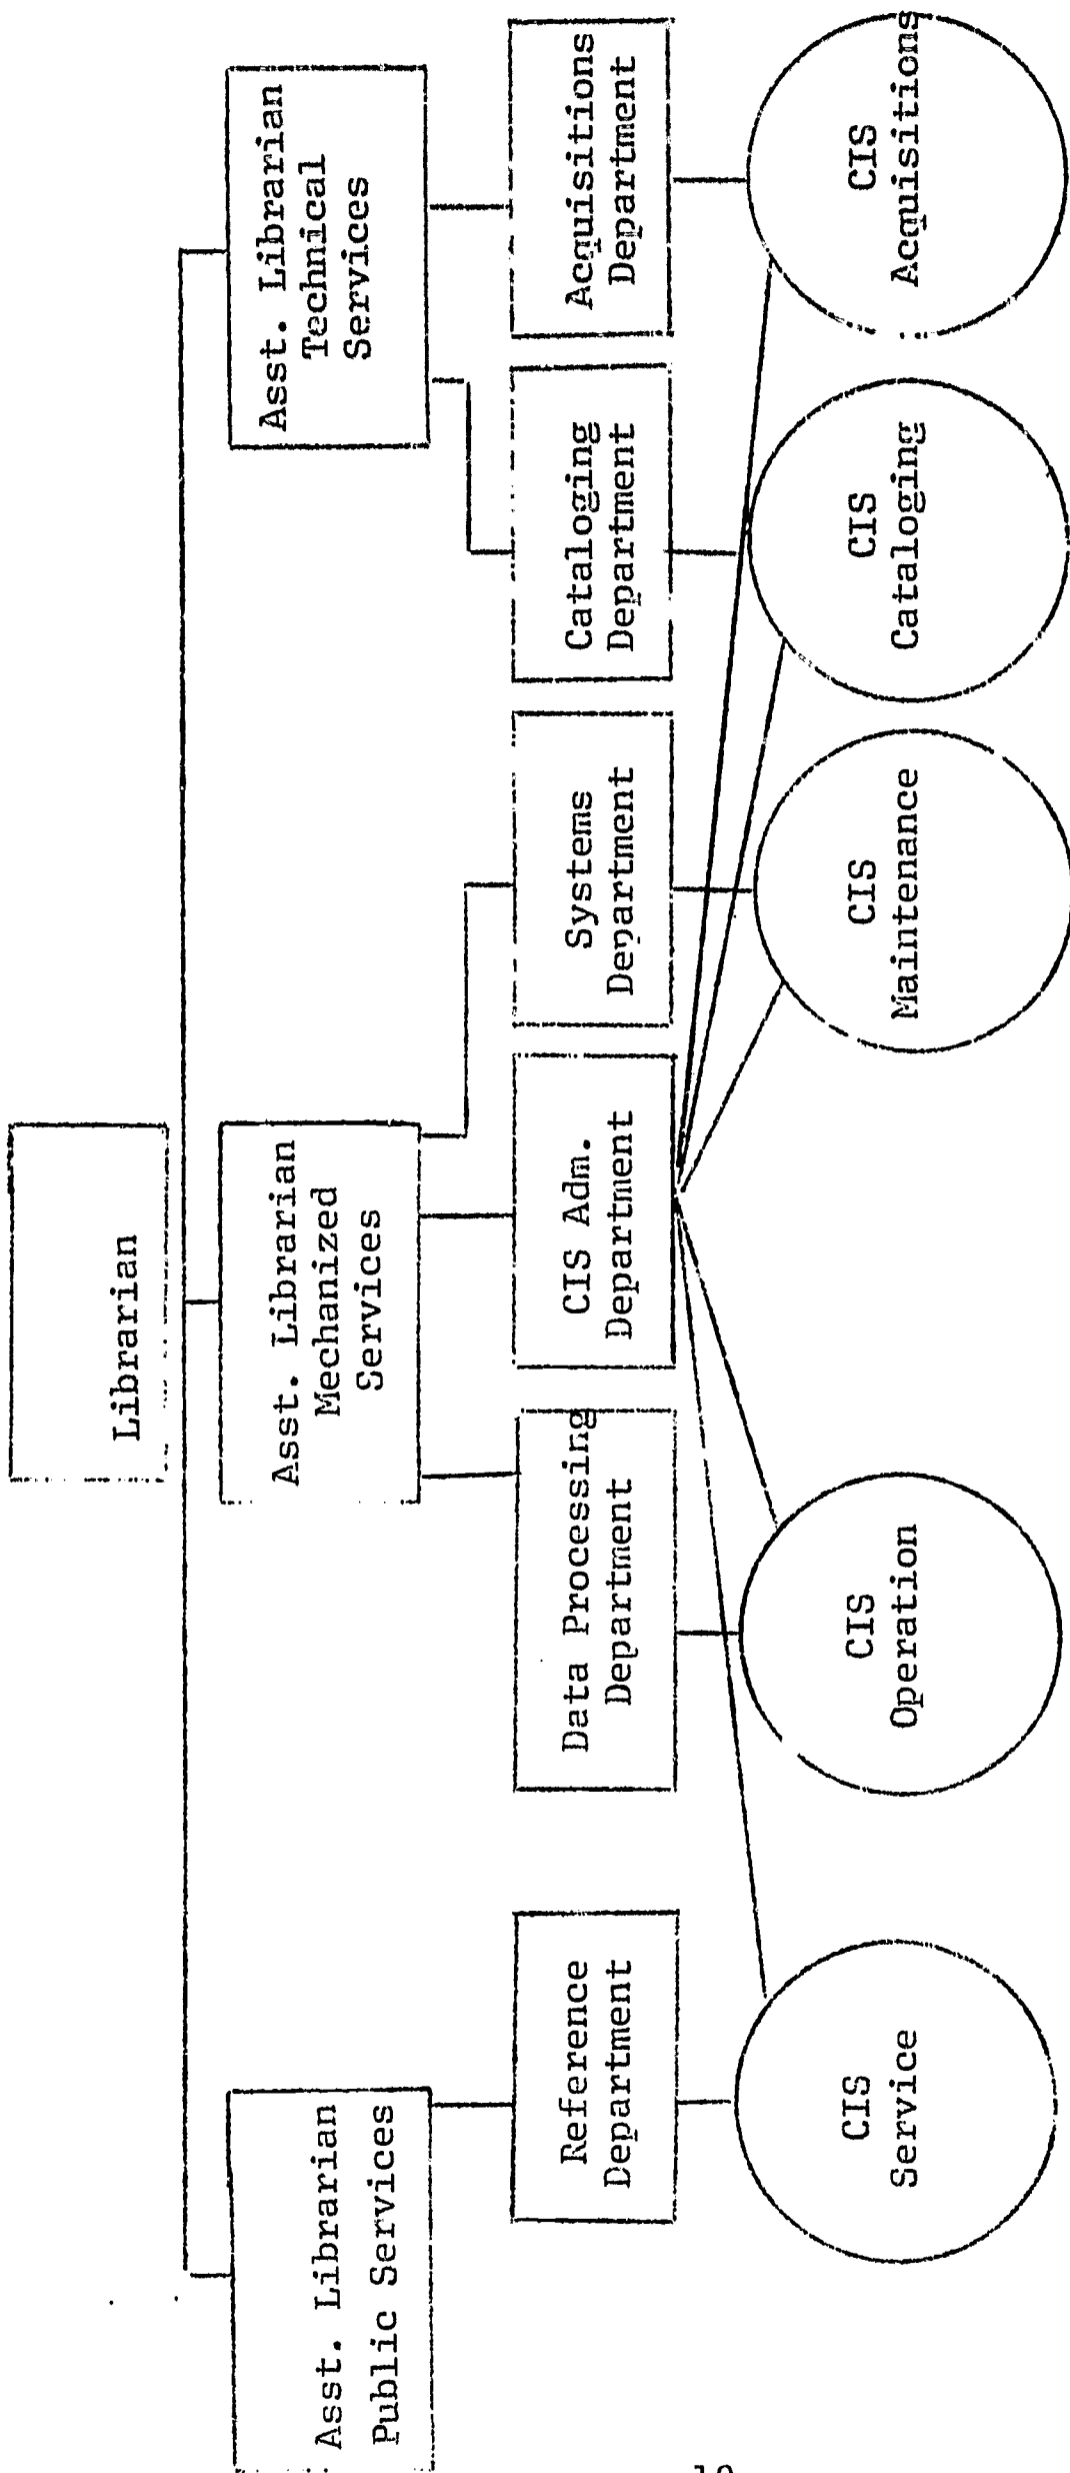 Librarian
Asst. Librarian
Public Services
Asst. Librarian
Mechanized
Services
Asst. Librarian
Technical
Services
Reference
Department
Data Processing
Department
CIS Adm.
Department
Systems
Department
Cataloging
Department
Acquisitions
Department
CIS
Service
CIS
Operation
CIS
Maintenance
CIS
Cataloging
CIS
Acquisitions